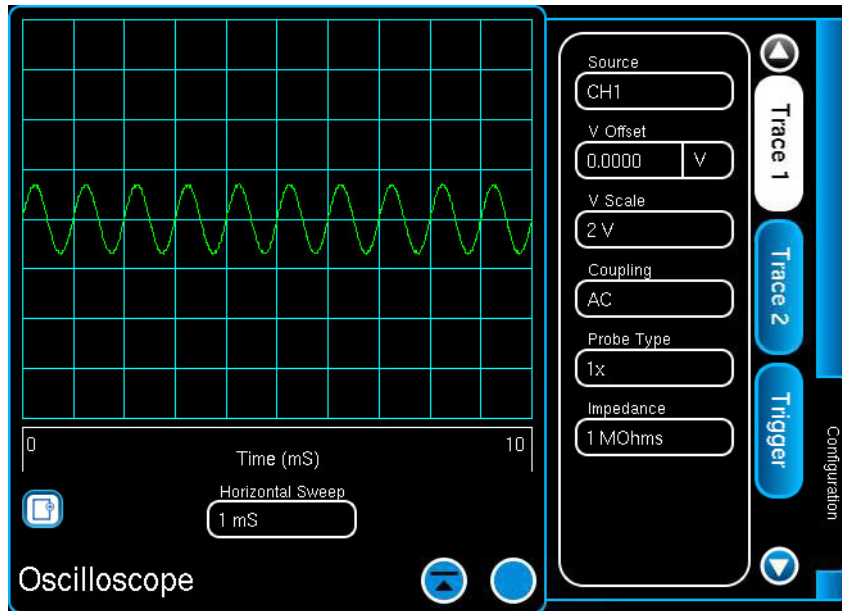 Source
CH1
V Offset
0.0000 V
V Scale
2 V
Coupling
AC
Probe Type
1x
Impedance
1 MOhms
Trace 1
Trace 2
Trigger
Configuration
0 10
Time (mS)
Horizontal Sweep
1 mS
Oscilloscope